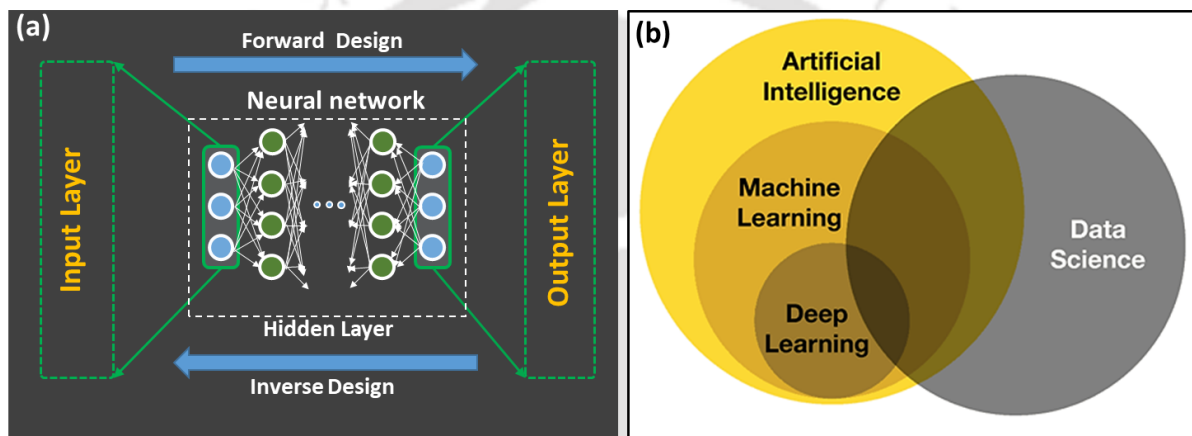 (a)
Forward Design
Neural network
Input Layer
Output Layer
Hidden Layer
Inverse Design
(b)
Artificial
Intelligence
Machine
Learning
Deep
Learning
Data
Science